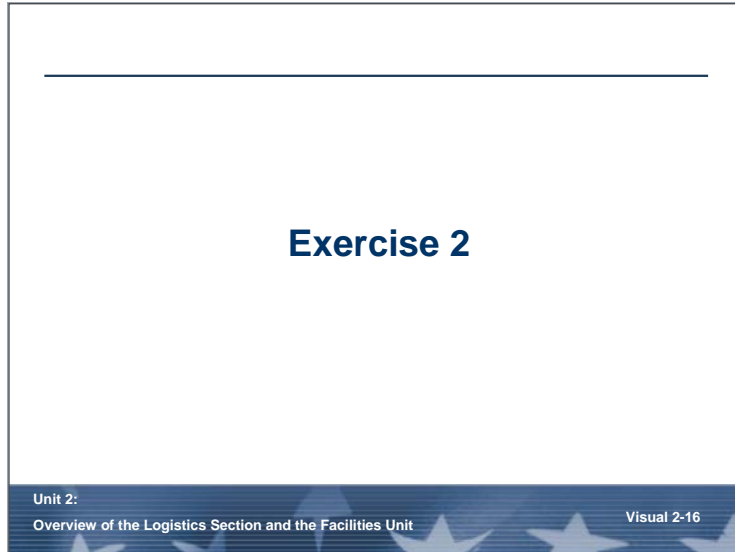 Exercise 2
Unit 2:
Overview of the Logistics Section and the Facilities Unit
Visual 2-16